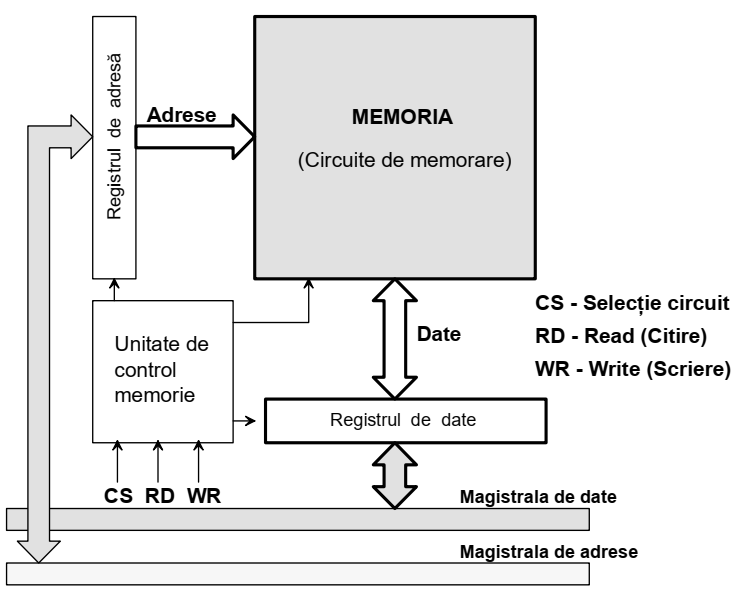 Registrul de adresă
Adrese
MEMORIA
(Circuite de memorare)
CS - Selecție circuit
RD - Read (Citire)
WR - Write (Scriere)
Date
Unitate de
control
memorie
Registrul de date
CS RD WR
Magistrala de date
Magistrala de adrese